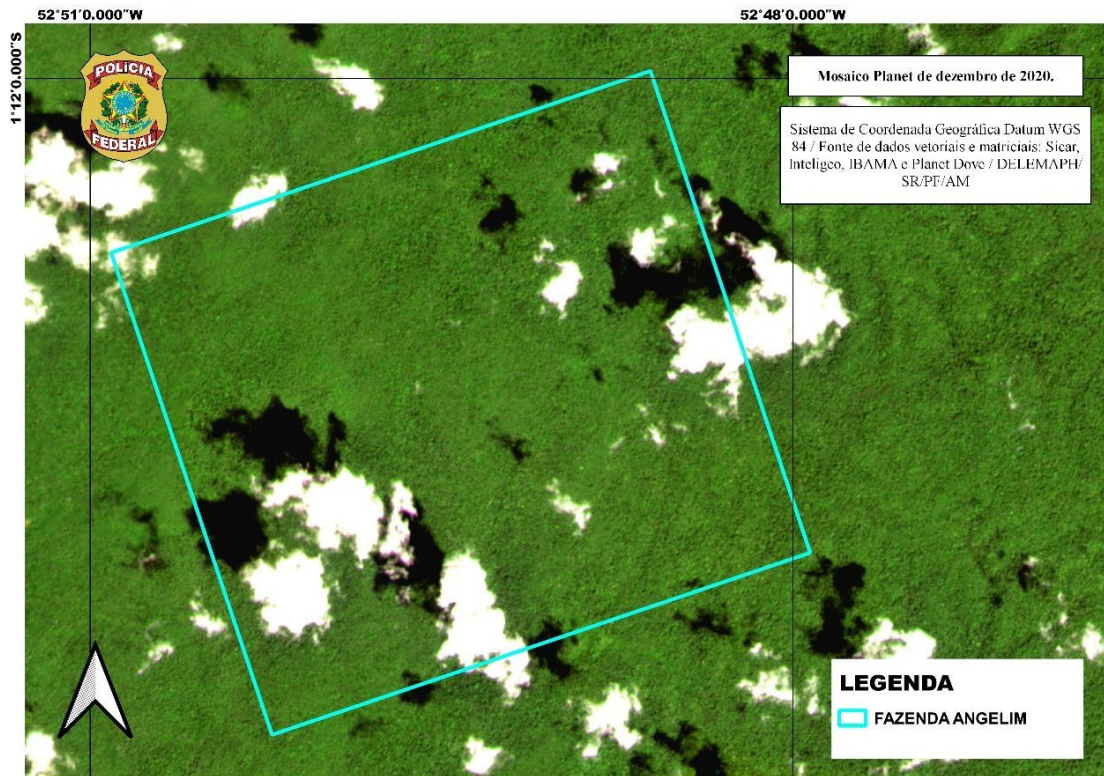 52°51'0.000"W
52°48'0.000"W
1°12'0.000"S
POLÍCIA
FEDERAL
Mosaico Planet de dezembro de 2020.
Sistema de Coordenada Geográfica Datum WGS
84 / Fonte de dados vetoriais e matriciais: Sicar,
Inteligeo, IBAMA e Planet Dove / DELEMAPH/
SR/PF/AM
LEGENDA
FAZENDA ANGELIM